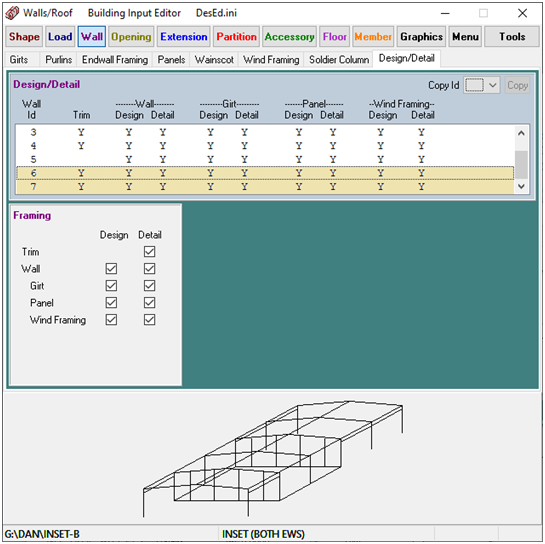 Walls/Roof Building Input Editor DesEd.ini
Shape Load Wall Opening Extension Partition Accessory Floor Member Graphics Menu Tools
Girts Purlins Endwall Framing Panels Wainscot Wind Framing Soldier Column Design/Detail
Design/Detail Copy Id Copy
Wall --------Wall-------- --------Girt--------- ------Panel------- --Wind Framing--
Id Trim Design Detail Design Detail Design Detail Design Detail
3 Y Y Y Y Y Y Y Y Y
4 Y Y Y Y Y Y Y Y Y
5 Y Y Y Y Y Y Y Y
6 Y Y Y Y Y Y Y Y Y
7 Y Y Y Y Y Y Y Y Y
Framing
Design Detail
Trim
Wall
Girt
Panel
Wind Framing
G:\DAN\INSET-B INSET (BOTH EWS)